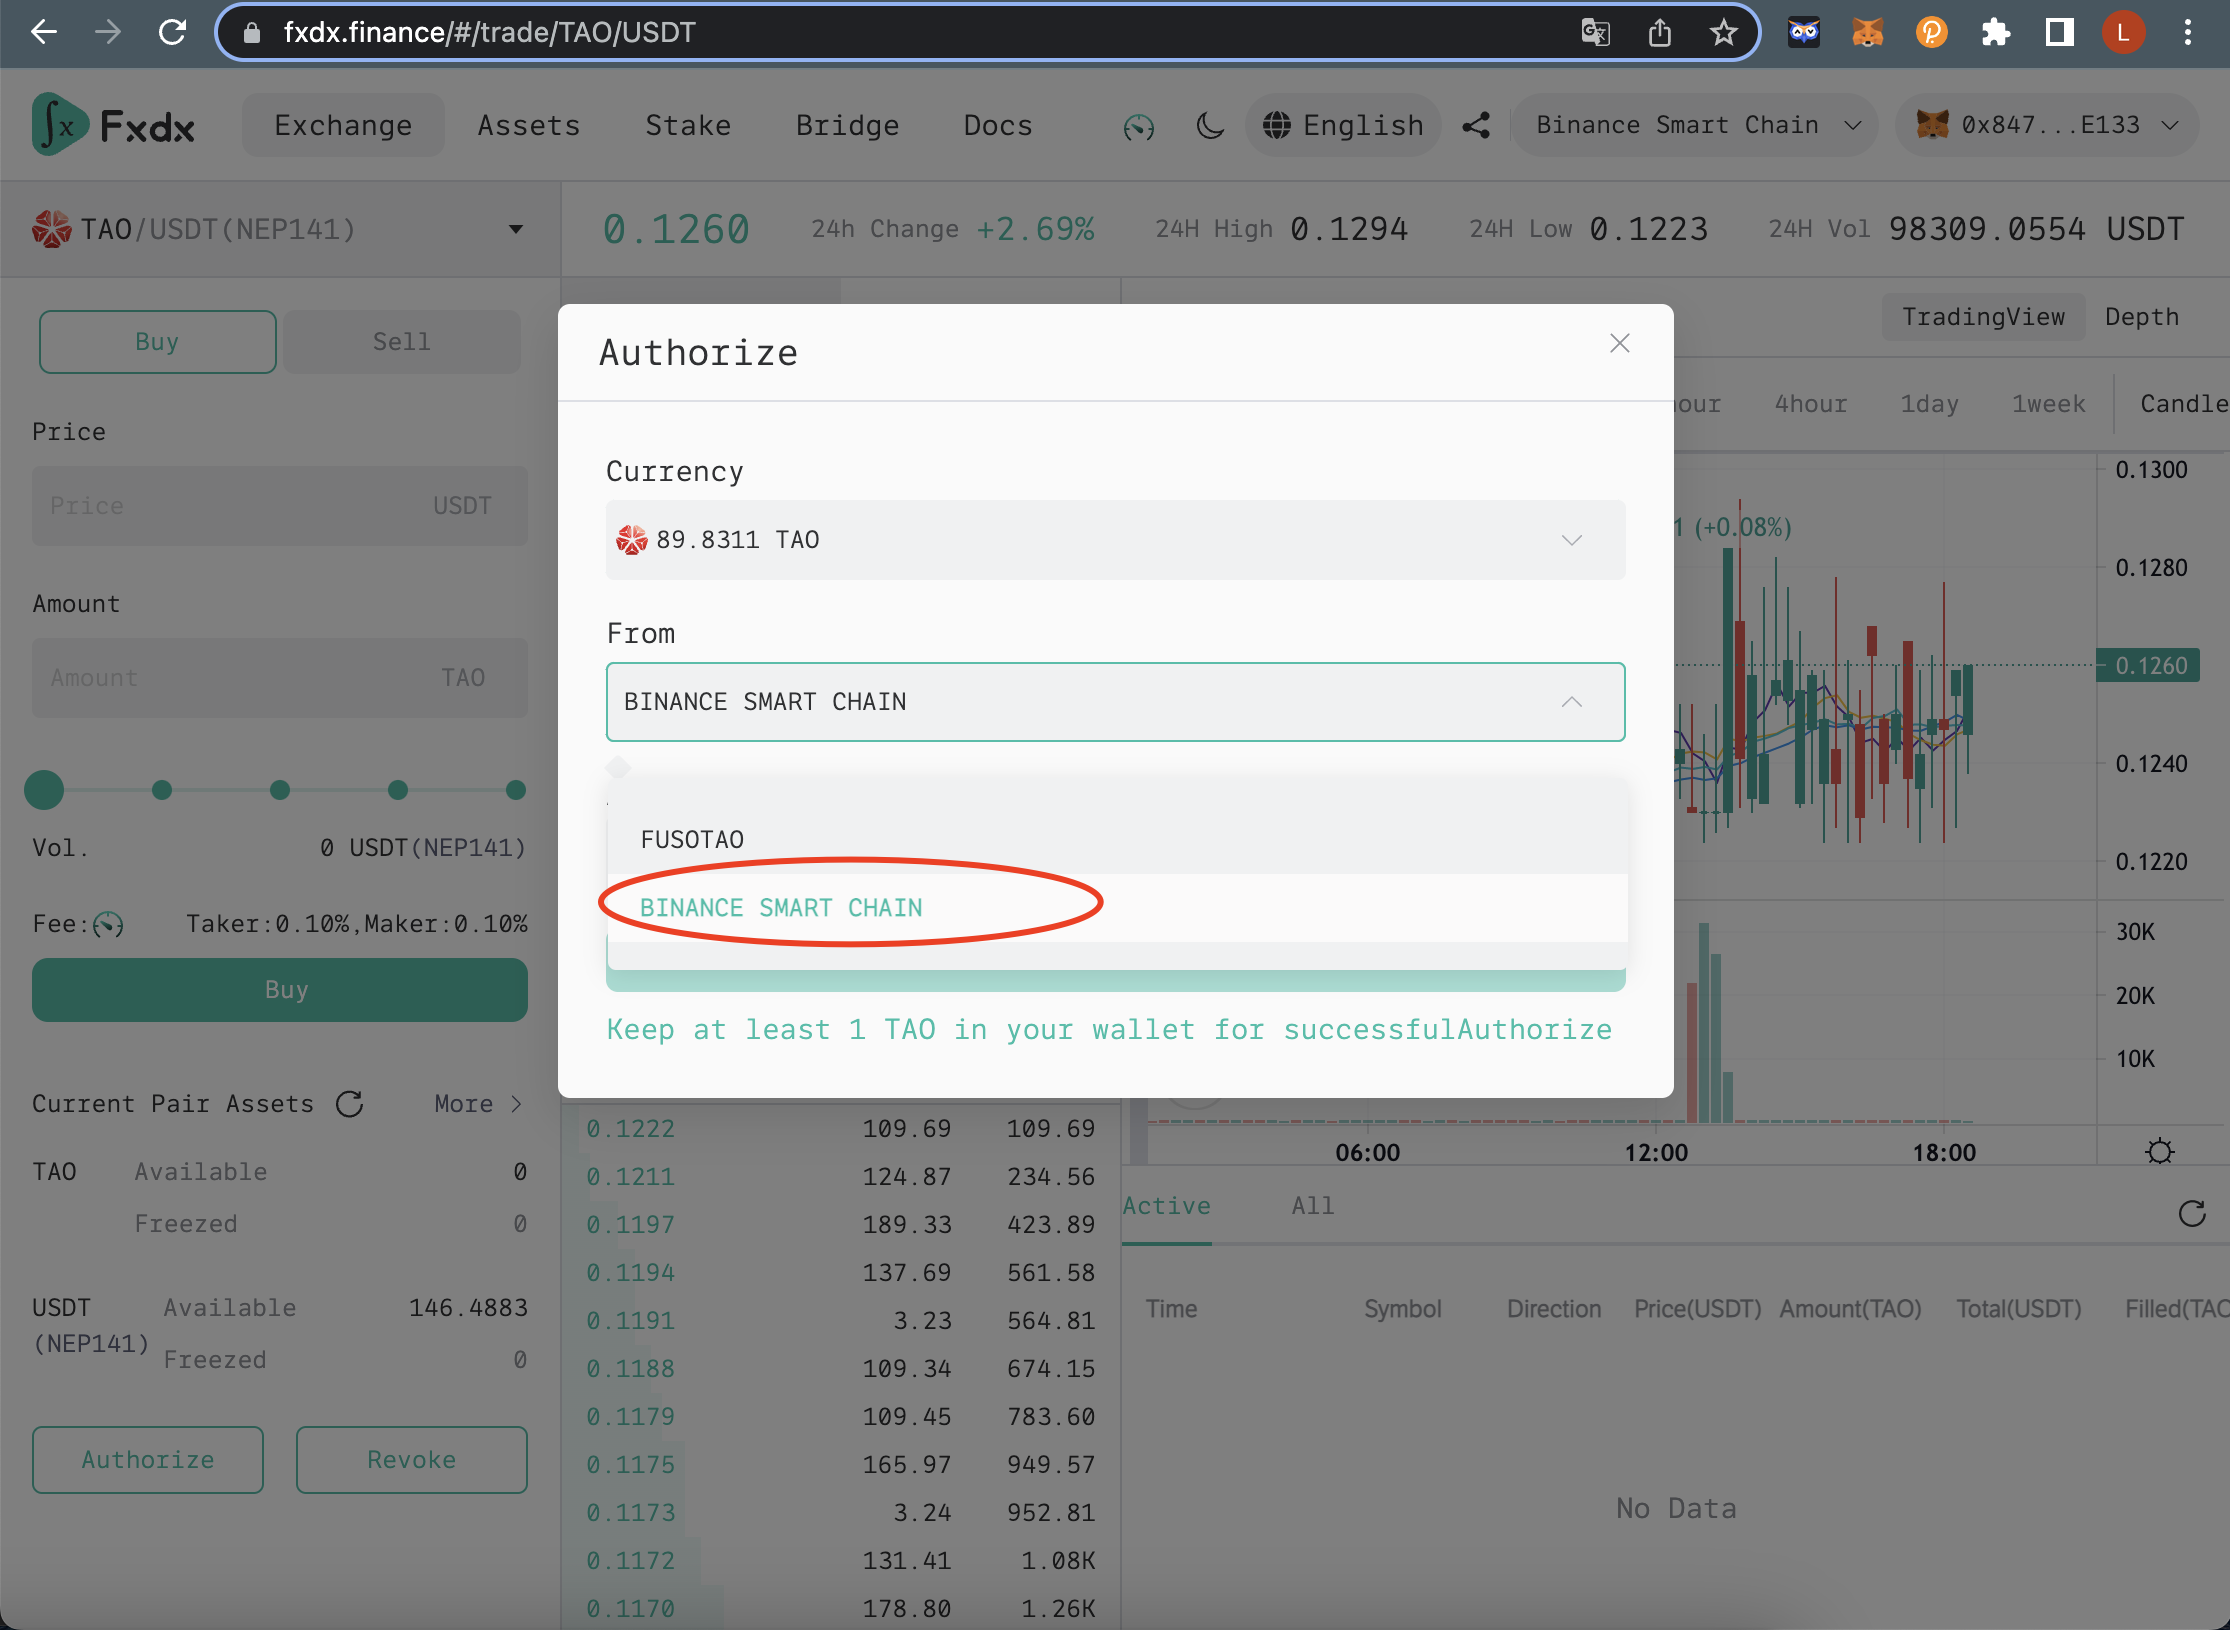 fxdx.finance/#/trade/TAO/USDT
L
Fxdx
Exchange
Assets
Stake
Bridge
Docs
English
Binance Smart Chain
0x847...E133
TAO/USDT(NEP141)
0.1260
24h Change +2.69%
24H High 0.1294
24H Low 0.1223
24H Vol 98309.0554 USDT
Buy
Sell
Price
Price USDT
Amount
Amount TAO
Vol. 0 USDT(NEP141)
Fee: Taker:0.10%,Maker:0.10%
Buy
Current Pair Assets More
TAO Available 0
Freezed 0
USDT Available 146.4883
(NEP141)
Freezed 0
Authorize
Revoke
Authorize
Currency
89.8311 TAO
From
BINANCE SMART CHAIN
FUSOTAO
BINANCE SMART CHAIN
Keep at least 1 TAO in your wallet for successfulAuthorize
0.1222 109.69 109.69
0.1211 124.87 234.56
0.1197 189.33 423.89
0.1194 137.69 561.58
0.1191 3.23 564.81
0.1188 109.34 674.15
0.1179 109.45 783.60
0.1175 165.97 949.57
0.1173 3.24 952.81
0.1172 131.41 1.08K
0.1170 178.80 1.26K
TradingView
Depth
4hour
1day
1week
Candle
1 (+0.08%)
0.1300
0.1280
0.1260
0.1240
0.1220
30K
20K
10K
06:00
12:00
18:00
Active
All
Time Symbol Direction Price(USDT) Amount(TAO) Total(USDT) Filled(TAO
No Data